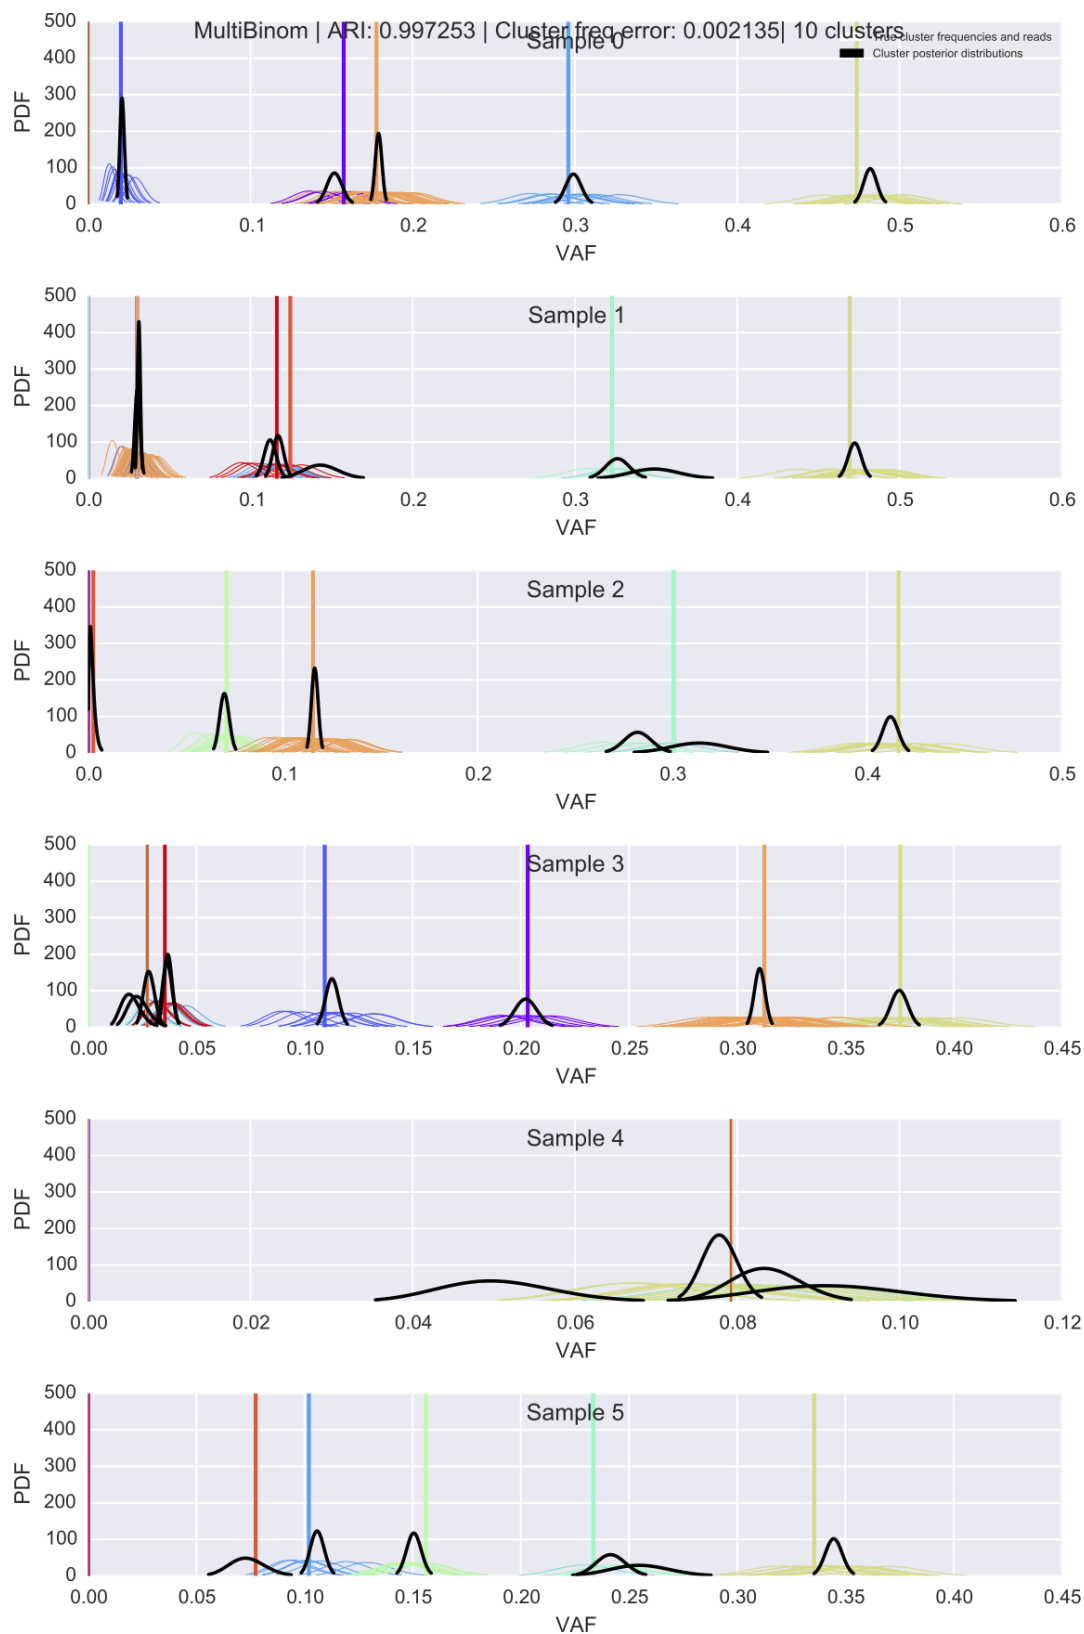 MultiBinom | ARI: 0.997253 | Cluster freq error: 0.002135| 10 clusters
Sample 0
True cluster frequencies and reads
Cluster posterior distributions
500
400
300
200
100
0
PDF
0.0 0.1 0.2 0.3 0.4 0.5 0.6
VAF
Sample 1
500
400
300
200
100
0
PDF
0.0 0.1 0.2 0.3 0.4 0.5 0.6
VAF
Sample 2
500
400
300
200
100
0
PDF
0.0 0.1 0.2 0.3 0.4 0.5
VAF
Sample 3
500
400
300
200
100
0
PDF
0.00 0.05 0.10 0.15 0.20 0.25 0.30 0.35 0.40 0.45
VAF
Sample 4
500
400
300
200
100
0
PDF
0.00 0.02 0.04 0.06 0.08 0.10 0.12
VAF
Sample 5
500
400
300
200
100
0
PDF
0.00 0.05 0.10 0.15 0.20 0.25 0.30 0.35 0.40 0.45
VAF